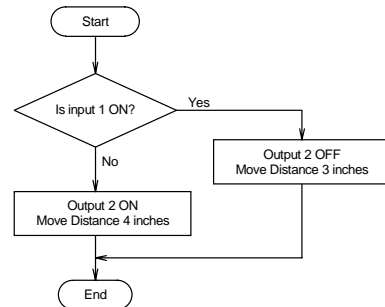 Start
Is input 1 ON?
Yes
No
Output 2 OFF
Move Distance 3 inches
Output 2 ON
Move Distance 4 inches
End